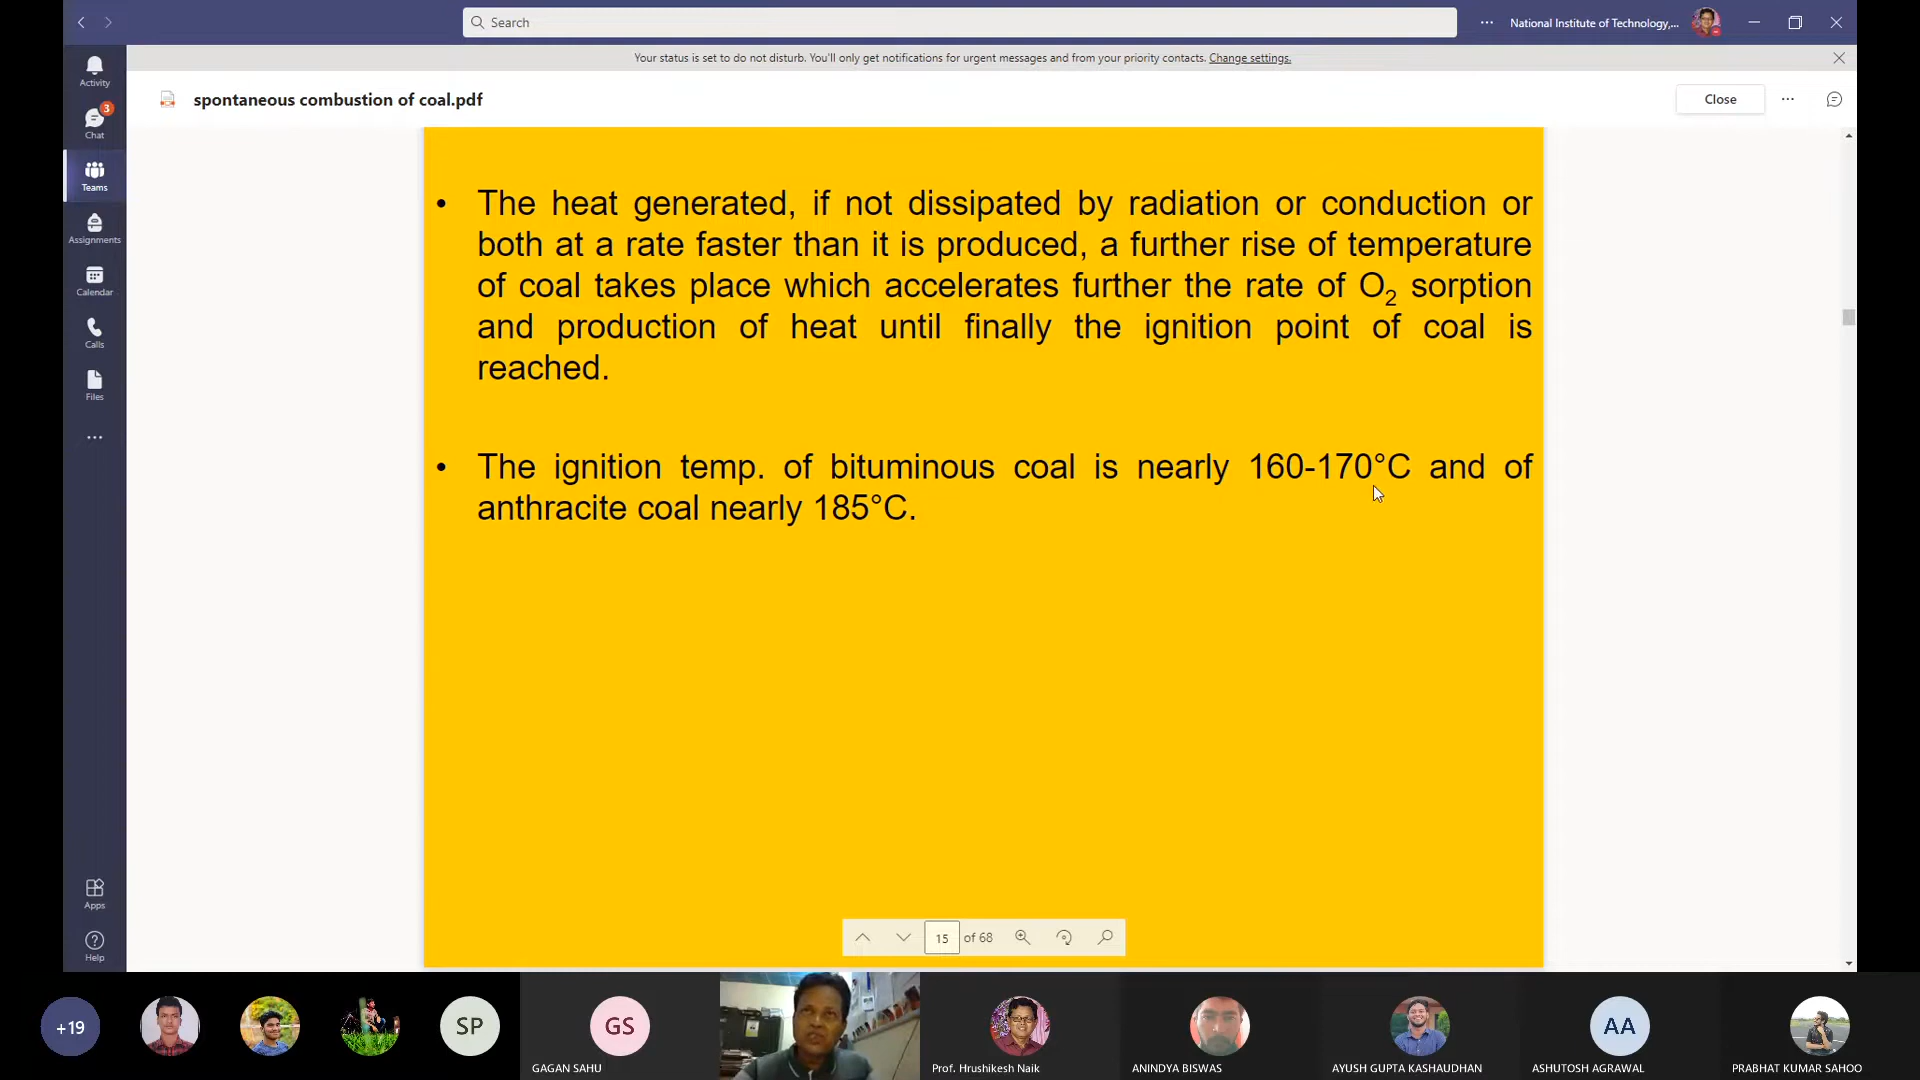 Search
National Institute of Technology,...
Your status is set to do not disturb. You'll only get notifications for urgent messages and from your priority contacts. Change settings.
Activity
3
Chat
Teams
Assignments
Calendar
Calls
Files
Apps
Help
spontaneous combustion of coal.pdf
Close
• The heat generated, if not dissipated by radiation or conduction or
both at a rate faster than it is produced, a further rise of temperature
of coal takes place which accelerates further the rate of O₂ sorption
and production of heat until finally the ignition point of coal is
reached.
• The ignition temp. of bituminous coal is nearly 160-170°C and of
anthracite coal nearly 185°C.
15 of 68
+19
SP
GS
GAGAN SAHU
Prof. Hrushikesh Naik
ANINDYA BISWAS
AYUSH GUPTA KASHAUDHAN
AA
ASHUTOSH AGRAWAL
PRABHAT KUMAR SAHOO